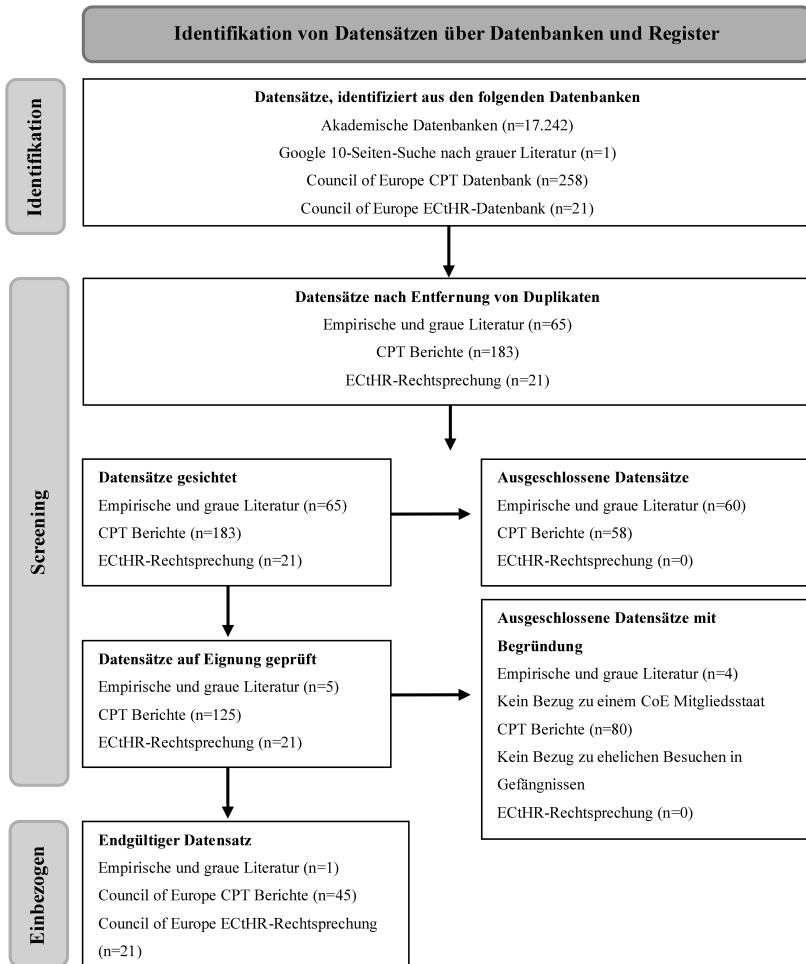 Identifikation von Datensätzen über Datenbanken und Register
Identifikation
Datensätze, identifiziert aus den folgenden Datenbanken
Akademische Datenbanken (n=17.242)
Google 10-Seiten-Suche nach grauer Literatur (n=1)
Council of Europe CPT Datenbank (n=258)
Council of Europe ECtHR-Datenbank (n=21)
Screening
Datensätze nach Entfernung von Duplikaten
Empirische und graue Literatur (n=65)
CPT Berichte (n=183)
ECtHR-Rechtsprechung (n=21)
Datensätze gesichtet
Empirische und graue Literatur (n=65)
CPT Berichte (n=183)
ECtHR-Rechtsprechung (n=21)
Ausgeschlossene Datensätze
Empirische und graue Literatur (n=60)
CPT Berichte (n=58)
ECtHR-Rechtsprechung (n=0)
Datensätze auf Eignung geprüft
Empirische und graue Literatur (n=5)
CPT Berichte (n=125)
ECtHR-Rechtsprechung (n=21)
Ausgeschlossene Datensätze mit
Begründung
Empirische und graue Literatur (n=4)
Kein Bezug zu einem CoE Mitgliedsstaat
CPT Berichte (n=80)
Kein Bezug zu ehelichen Besuchen in
Gefängnissen
ECtHR-Rechtsprechung (n=0)
Einbezogen
Endgültiger Datensatz
Empirische und graue Literatur (n=1)
Council of Europe CPT Berichte (n=45)
Council of Europe ECtHR-Rechtsprechung
(n=21)